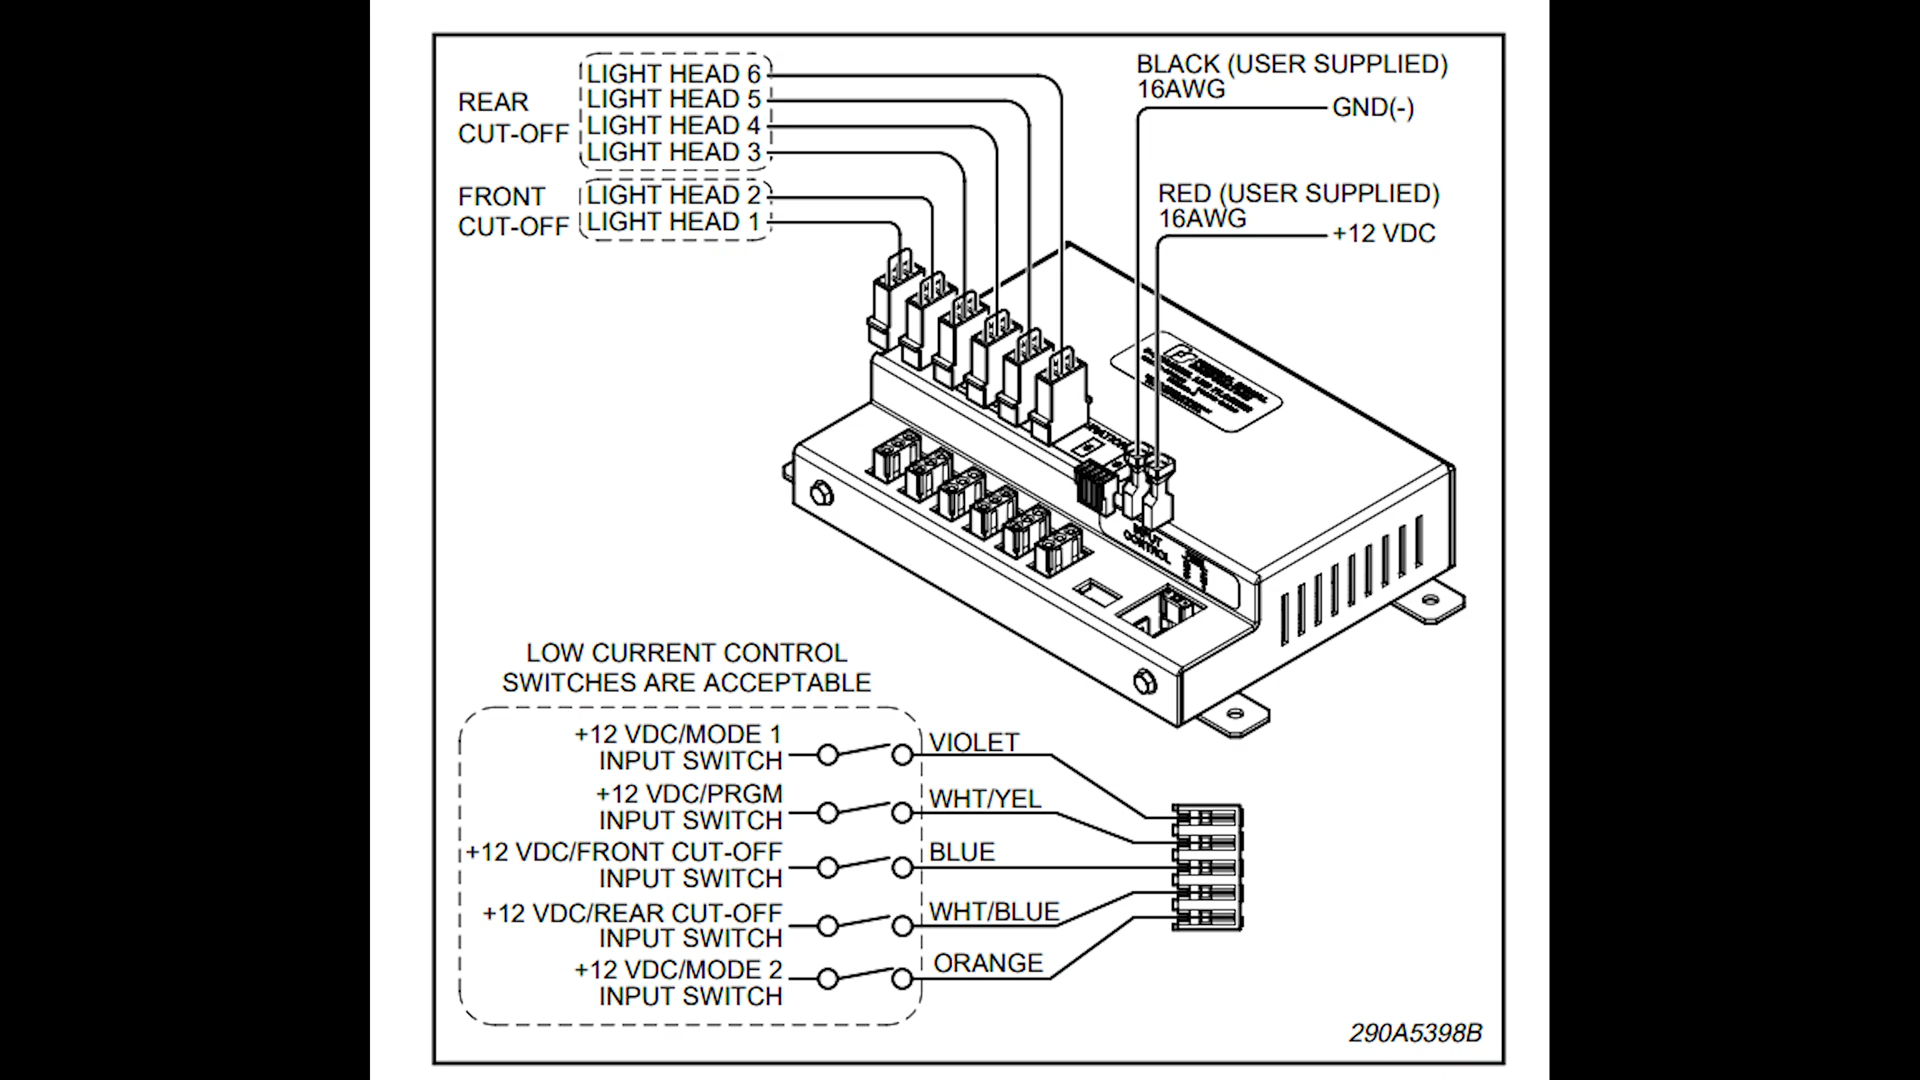 LIGHT HEAD 6
LIGHT HEAD 5
LIGHT HEAD 4
LIGHT HEAD 3
REAR
CUT-OFF
LIGHT HEAD 2
LIGHT HEAD 1
FRONT
CUT-OFF
BLACK (USER SUPPLIED)
16AWG
GND(-)
RED (USER SUPPLIED)
16AWG
+12 VDC
INPUT
CONTROL
LOW CURRENT CONTROL
SWITCHES ARE ACCEPTABLE
+12 VDC/MODE 1
INPUT SWITCH
VIOLET
+12 VDC/PRGM
INPUT SWITCH
WHT/YEL
+12 VDC/FRONT CUT-OFF
INPUT SWITCH
BLUE
+12 VDC/REAR CUT-OFF
INPUT SWITCH
WHT/BLUE
+12 VDC/MODE 2
INPUT SWITCH
ORANGE
290A5398B